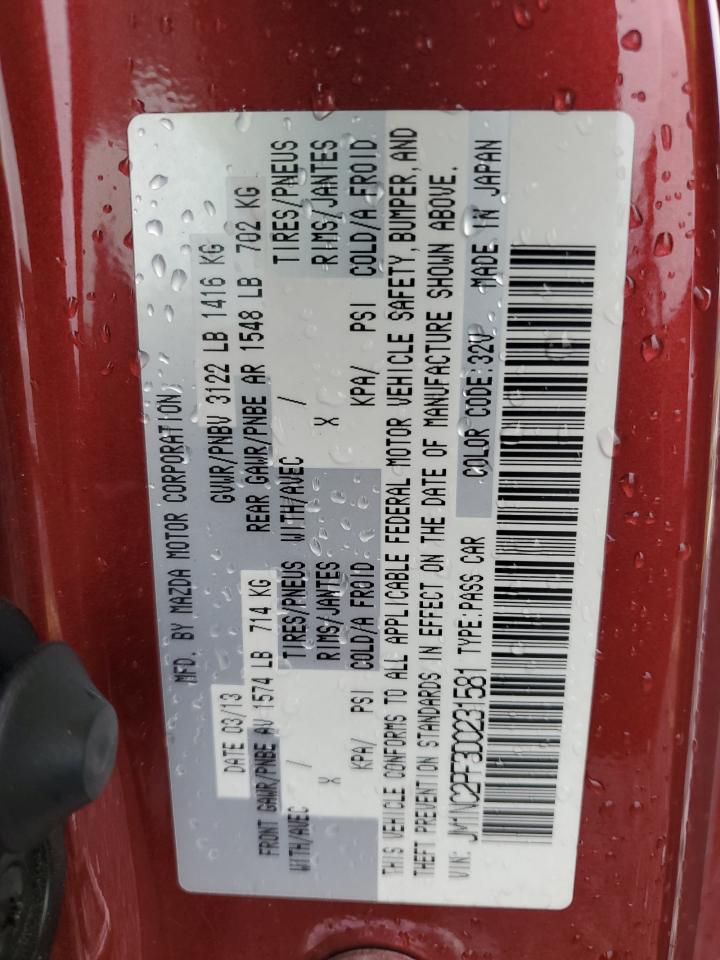 MFD. BY MAZDA MOTOR CORPORATION
DATE 03/13 GVWR/PNBV 3122 LB 1416 KG
FRONT GAWR/PNBE AV 1574 LB 714 KG REAR GAWR/PNBE AR 1548 LB 702 KG
WITH/AVEC / TIRES/PNEUS WITH/AVEC / TIRES/PNEUS
X RIMS/JANTES X RIMS/JANTES
KPA/ PSI COLD/A FROID KPA/ PSI COLD/A FROID
THIS VEHICLE CONFORMS TO ALL APPLICABLE FEDERAL MOTOR VEHICLE SAFETY, BUMPER, AND
THEFT PREVENTION STANDARDS IN EFFECT ON THE DATE OF MANUFACTURE SHOWN ABOVE.
VIN: JM1NC2PF3D0231581 TYPE:PASS CAR COLOR CODE:32V MADE IN JAPAN